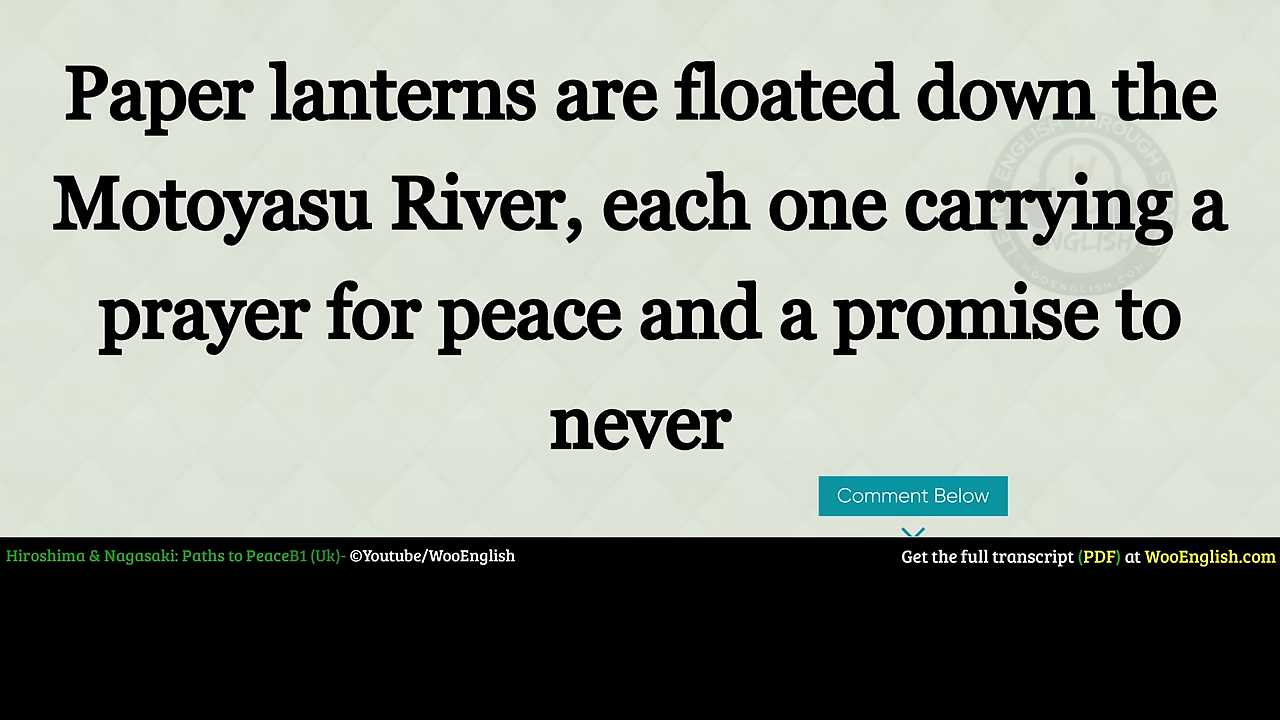 Paper lanterns are floated down the
Motoyasu River, each one carrying a
prayer for peace and a promise to
never
Comment Below
Hiroshima & Nagasaki: Paths to PeaceB1 (Uk)- ©Youtube/WooEnglish
Get the full transcript (PDF) at WooEnglish.com